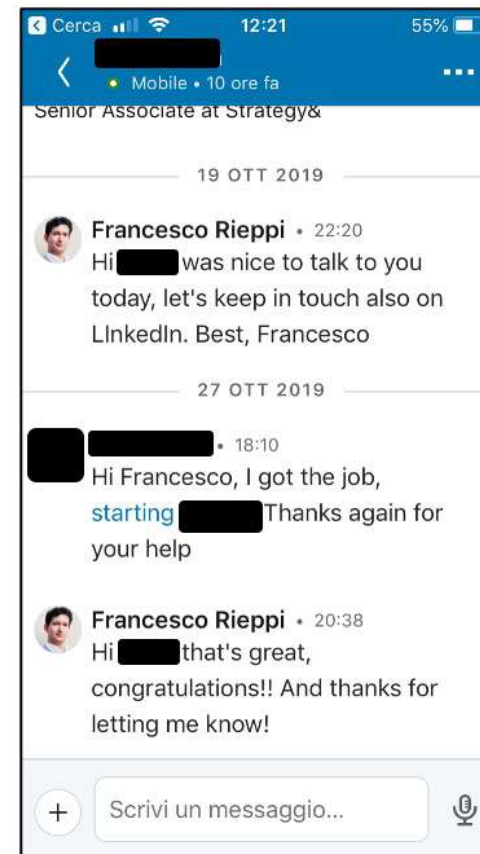 Cerca 12:21 55%
Mobile • 10 ore fa
Senior Associate at Strategy&
19 OTT 2019
Francesco Rieppi • 22:20
Hi was nice to talk to you
today, let's keep in touch also on
LInkedIn. Best, Francesco
27 OTT 2019
• 18:10
Hi Francesco, I got the job,
starting Thanks again for
your help
Francesco Rieppi • 20:38
Hi that's great,
congratulations!! And thanks for
letting me know!
Scrivi un messaggio...